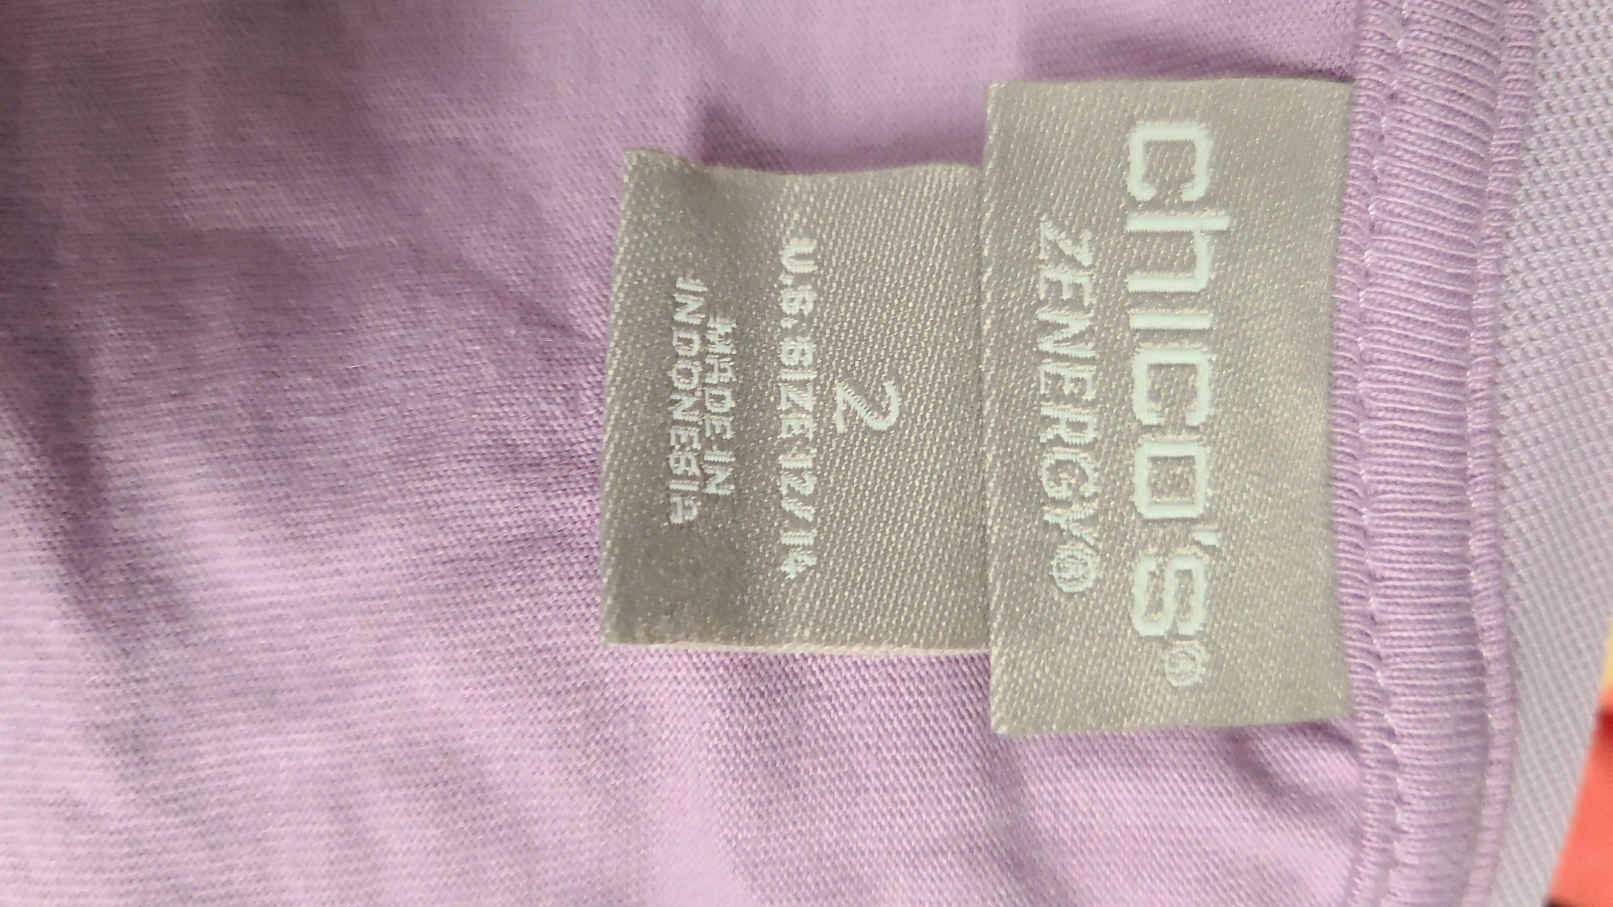 chico's®
ZENERGY®
2
U.S. SIZE 12/14
MADE IN
INDONESIA